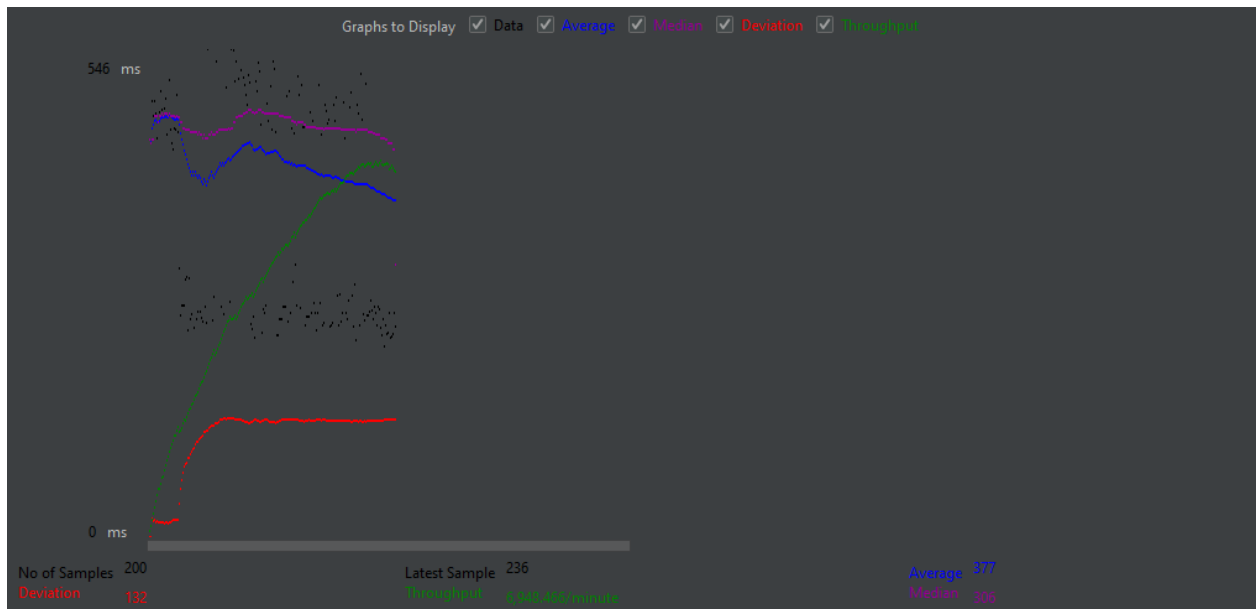 Graphs to Display Data Average Median Deviation Throughput
546 ms
0 ms
No of Samples 200 Latest Sample 236 Average 377
Deviation 132 Throughput 6,948.466/minute Median